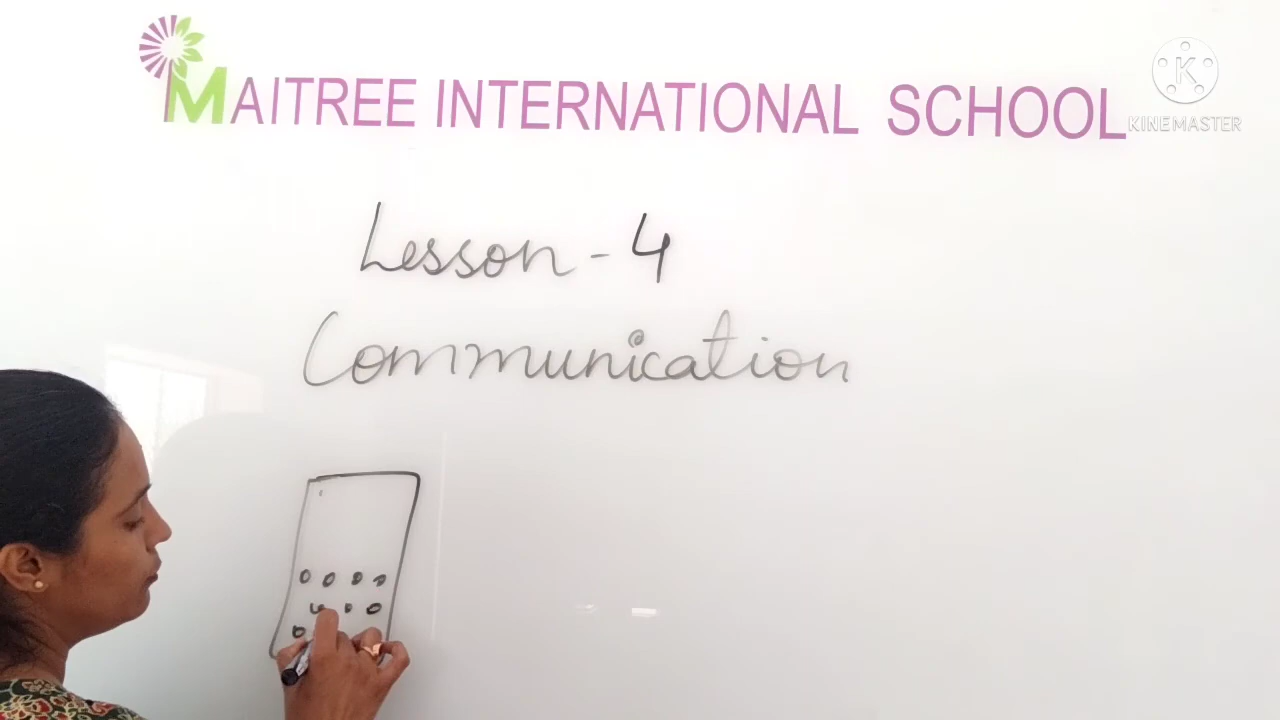 MAITREE INTERNATIONAL SCHOOL
K
KINEMASTER
Lesson - 4
Communication